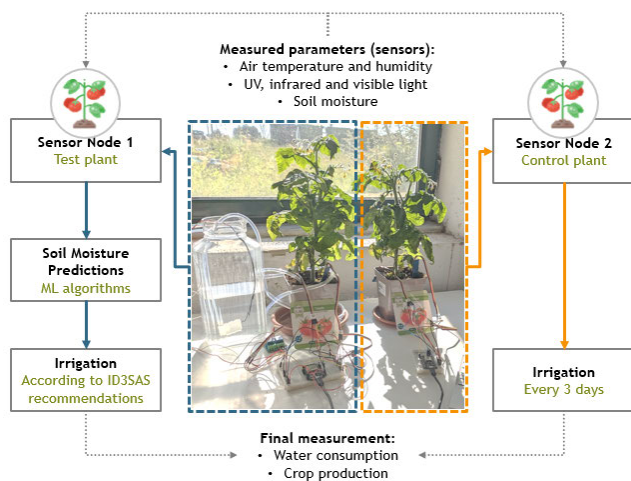 Measured parameters (sensors):
• Air temperature and humidity
• UV, infrared and visible light
• Soil moisture
Sensor Node 1
Test plant
Sensor Node 2
Control plant
Soil Moisture
Predictions
ML algorithms
Irrigation
According to ID3SAS
recommendations
Irrigation
Every 3 days
Final measurement:
• Water consumption
• Crop production